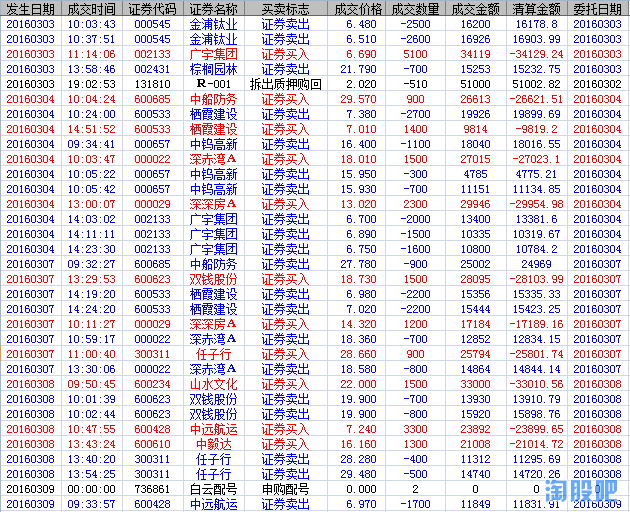 发生日期 成交时间 证券代码 证券名称 买卖标志 成交价格 成交数量 成交金额 清算金额 委托日期
20160303 10:03:43 000545 金浦钛业 证券卖出 6.480 -2500 16200 16178.8 20160303
20160303 10:37:51 000545 金浦钛业 证券卖出 6.510 -2600 16926 16903.99 20160303
20160303 11:14:06 002133 广宇集团 证券买入 6.690 5100 34119 -34129.24 20160303
20160303 13:58:46 002431 棕榈园林 证券卖出 21.790 -700 15253 15232.75 20160303
20160303 19:02:53 131810 R-001 拆出质押购回 2.020 -510 51000 51002.82 20160302
20160304 10:04:24 600685 中船防务 证券买入 29.570 900 26613 -26621.51 20160304
20160304 10:24:00 600533 栖霞建设 证券卖出 7.380 -2700 19926 19899.69 20160304
20160304 14:51:52 600533 栖霞建设 证券买入 7.010 1400 9814 -9819.2 20160304
20160304 09:34:41 000657 中钨高新 证券卖出 16.400 -1100 18040 18016.55 20160304
20160304 10:03:47 000022 深赤湾A 证券买入 18.010 1500 27015 -27023.1 20160304
20160304 10:05:22 000657 中钨高新 证券卖出 15.950 -300 4785 4775.21 20160304
20160304 10:05:42 000657 中钨高新 证券卖出 15.930 -700 11151 11134.85 20160304
20160304 13:00:07 000029 深深房A 证券买入 13.020 2300 29946 -29954.98 20160304
20160304 14:03:02 002133 广宇集团 证券卖出 6.700 -2000 13400 13381.6 20160304
20160304 14:11:11 002133 广宇集团 证券卖出 6.890 -1500 10335 10319.67 20160304
20160304 14:23:30 002133 广宇集团 证券卖出 6.750 -1600 10800 10784.2 20160304
20160307 09:32:27 600685 中船防务 证券卖出 27.780 -900 25002 24969 20160307
20160307 13:29:53 600623 双钱股份 证券买入 18.730 1500 28095 -28103.99 20160307
20160307 14:19:20 600533 栖霞建设 证券卖出 6.980 -2200 15356 15335.33 20160307
20160307 14:24:20 600533 栖霞建设 证券卖出 7.020 -2200 15444 15423.25 20160307
20160307 10:11:27 000029 深深房A 证券买入 14.320 1200 17184 -17189.16 20160307
20160307 10:59:17 000022 深赤湾A 证券卖出 18.360 -700 12852 12834.15 20160307
20160307 11:00:40 300311 任子行 证券买入 28.660 900 25794 -25801.74 20160307
20160307 13:30:06 000022 深赤湾A 证券卖出 18.580 -800 14864 14844.14 20160307
20160308 09:50:45 600234 山水文化 证券买入 22.000 1500 33000 -33010.56 20160308
20160308 10:01:39 600623 双钱股份 证券卖出 19.900 -700 13930 13910.79 20160308
20160308 10:02:44 600623 双钱股份 证券卖出 19.900 -800 15920 15898.76 20160308
20160308 10:47:55 600428 中远航运 证券买入 7.240 3300 23892 -23899.65 20160308
20160308 13:43:24 600610 中毅达 证券买入 16.160 1300 21008 -21014.72 20160308
20160308 13:40:20 300311 任子行 证券卖出 28.280 -400 11312 11295.69 20160308
20160308 13:54:25 300311 任子行 证券卖出 29.480 -500 14740 14720.26 20160308
20160309 00:00:00 736861 白云配号 申购配号 0.000 2 0 0
20160309 09:33:57 600428 中远航运 证券卖出 6.970 -1700 11849 11831.91 20160309
淘股吧